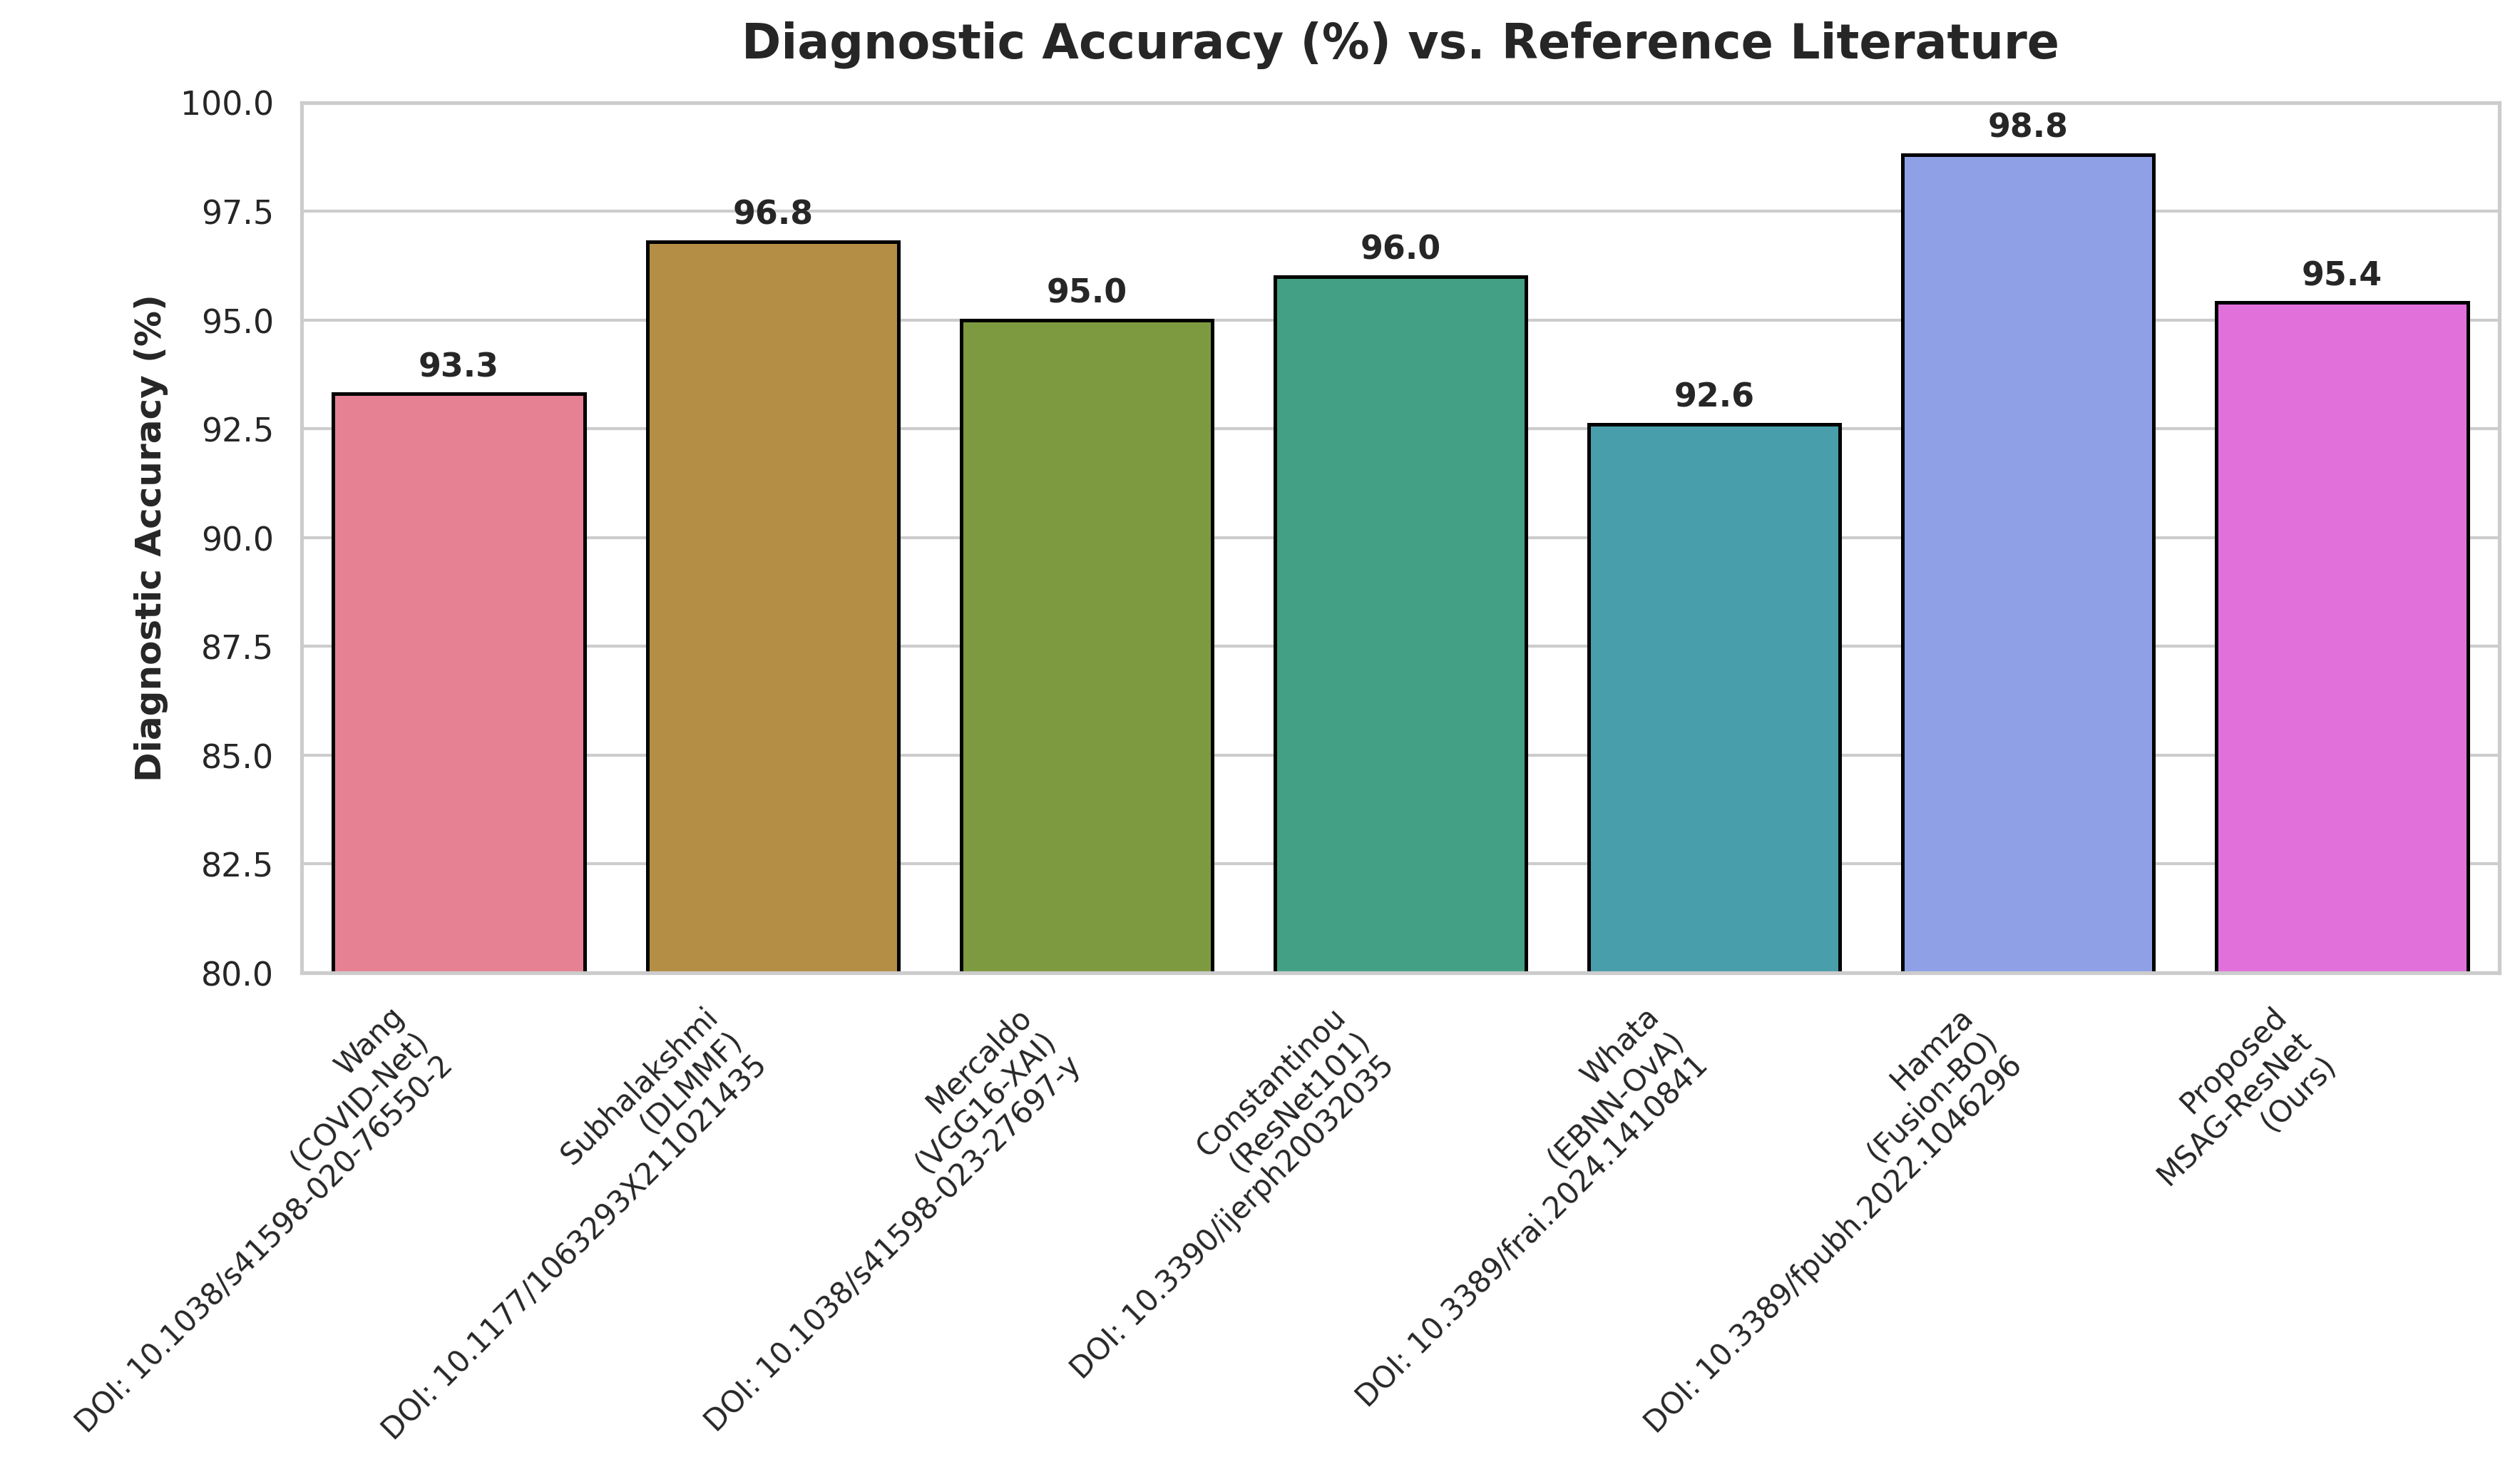 Diagnostic Accuracy (%) vs. Reference Literature
Diagnostic Accuracy (%)
100.0
97.5
95.0
92.5
90.0
87.5
85.0
82.5
80.0
93.3
96.8
95.0
96.0
92.6
98.8
95.4
Wang
(COVID-Net)
DOI: 10.1038/s41598-020-76550-2
Subhalakshmi
(DLMMF)
DOI: 10.1177/1063293X211021435
Mercaldo
(VGG16-XAI)
DOI: 10.1038/s41598-023-27697-y
Constantinou
(ResNet101)
DOI: 10.3390/ijerph20032035
Whata
(EBNN-OvA)
DOI: 10.3389/frai.2024.1410841
Hamza
(Fusion-BO)
DOI: 10.3389/fpubh.2022.1046296
Proposed
MSAG-ResNet
(Ours)